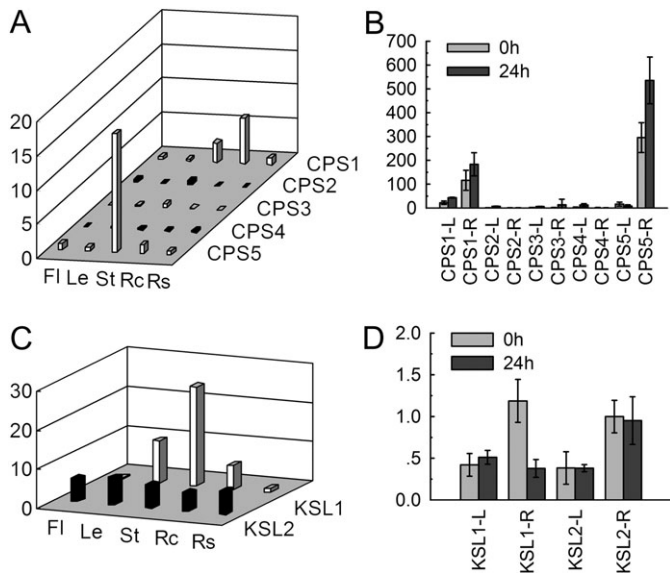 A
20
15
10
5
0
Fl Le St Rc Rs
CPS1
CPS2
CPS3
CPS4
CPS5
B
700
600
500
400
300
200
100
0
0h
24h
CPS1-L
CPS1-R
CPS2-L
CPS2-R
CPS3-L
CPS3-R
CPS4-L
CPS4-R
CPS5-L
CPS5-R
C
30
20
10
0
Fl Le St Rc Rs
KSL1
KSL2
D
2.0
1.5
1.0
.5
0.0
0h
24h
KSL1-L
KSL1-R
KSL2-L
KSL2-R